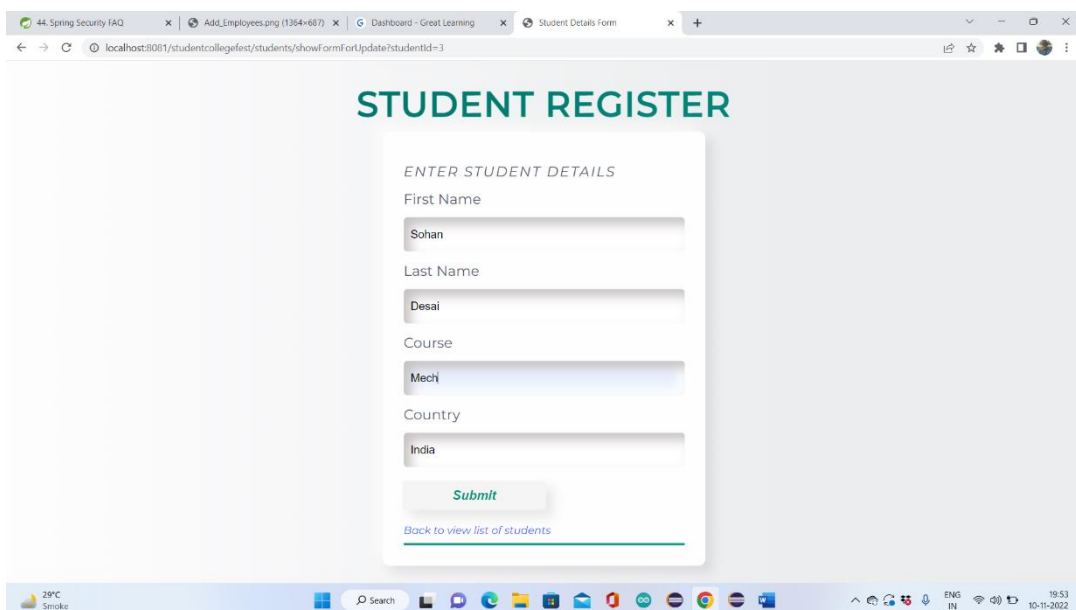 44. Spring Security FAQ
Add_Employees.png (1364×687)
Dashboard - Great Learning
Student Details Form
localhost:8081/studentcollegefest/students/showFormForUpdate?studentId=3
STUDENT REGISTER
ENTER STUDENT DETAILS
First Name
Sohan
Last Name
Desai
Course
Mech
Country
India
Submit
Back to view list of students
29°C
Smoke
Search
ENG
IN
19:53
10-11-2022